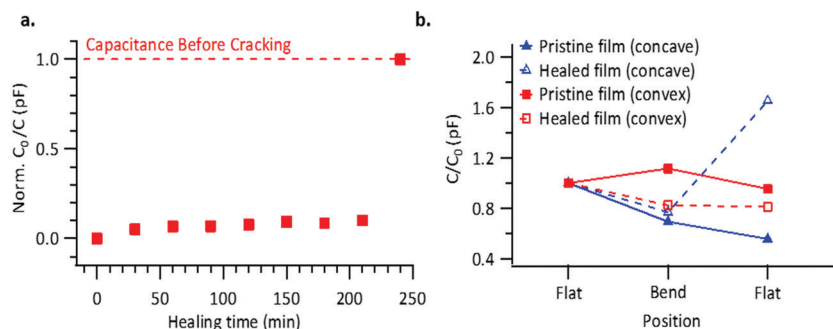 a.
Capacitance Before Cracking
Norm. C₀/C (pF)
1.0
0.5
0.0
0 50 100 150 200 250
Healing time (min)
b.
Pristine film (concave)
Healed film (concave)
Pristine film (convex)
Healed film (convex)
C/C₀ (pF)
2.0
1.6
1.2
0.8
0.4
Flat Bend Flat
Position